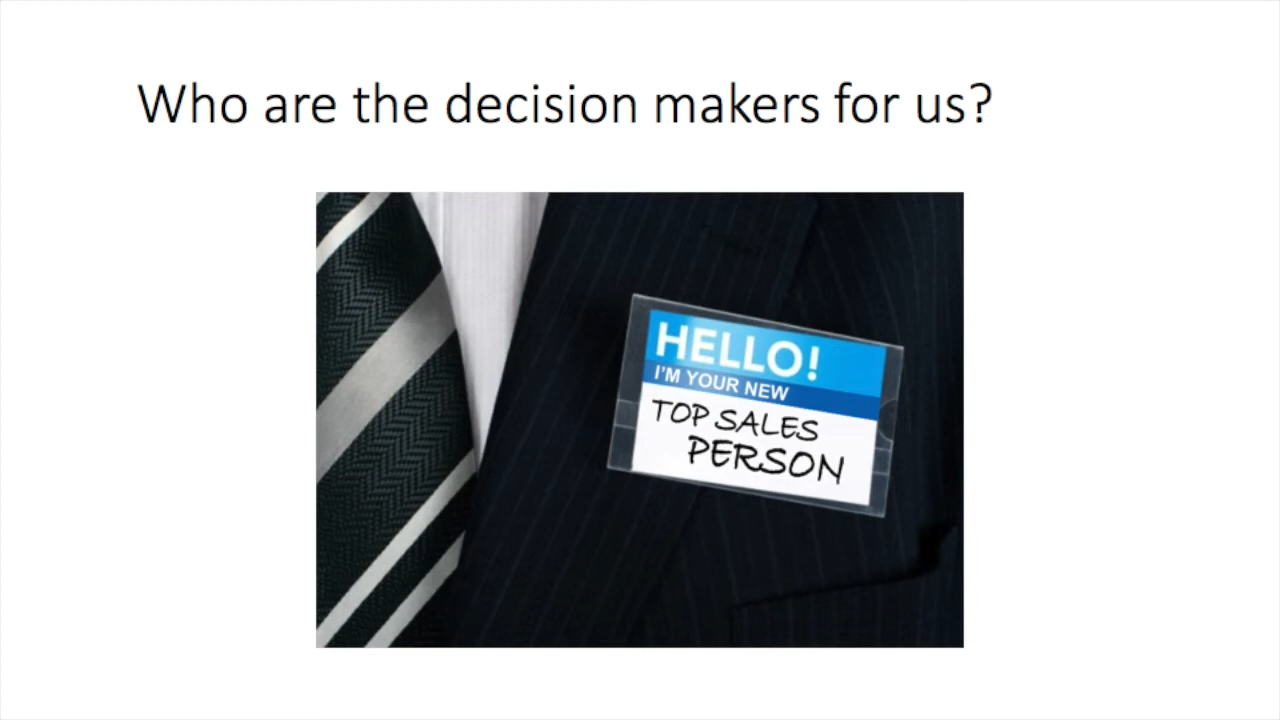 Who are the decision makers for us?
HELLO!
I'M YOUR NEW
TOP SALES
PERSON